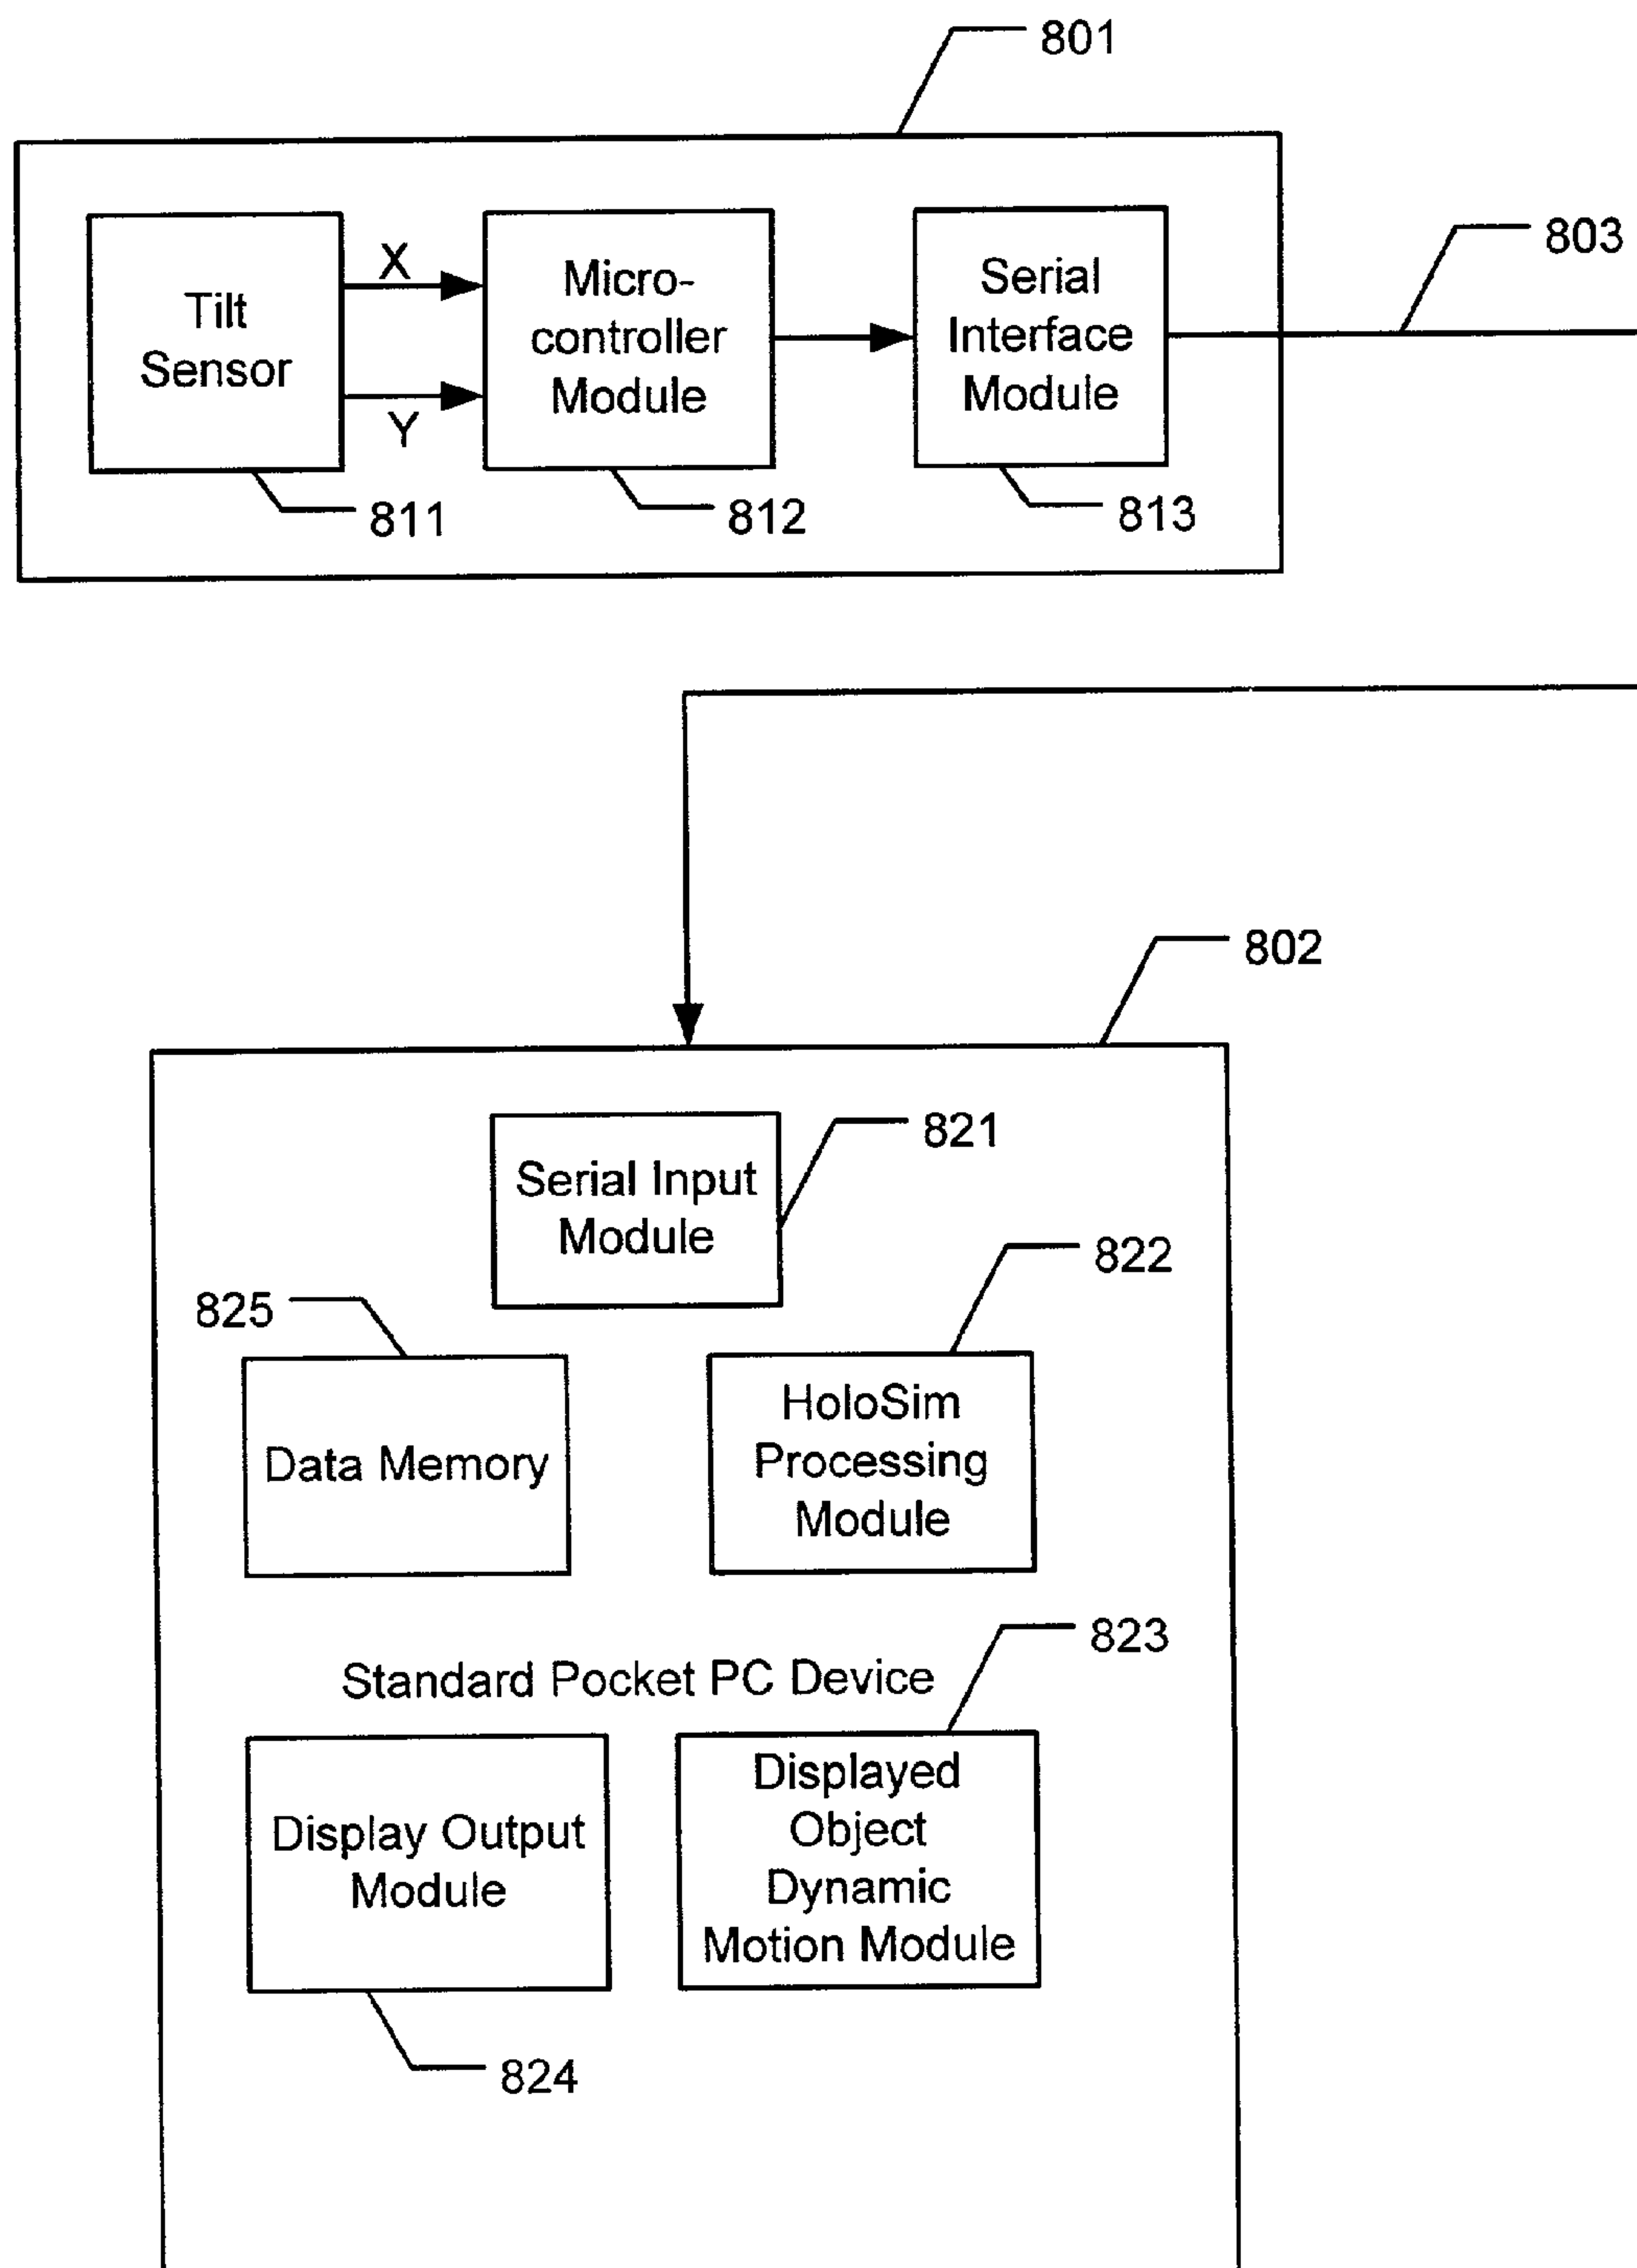 801
803
X
Y
Tilt
Sensor
Micro-
controller
Module
Serial
Interface
Module
811
812
813
802
821
Serial Input
Module
822
825
Data Memory
HoloSim
Processing
Module
823
Standard Pocket PC Device
Display Output
Module
Displayed
Object
Dynamic
Motion Module
824